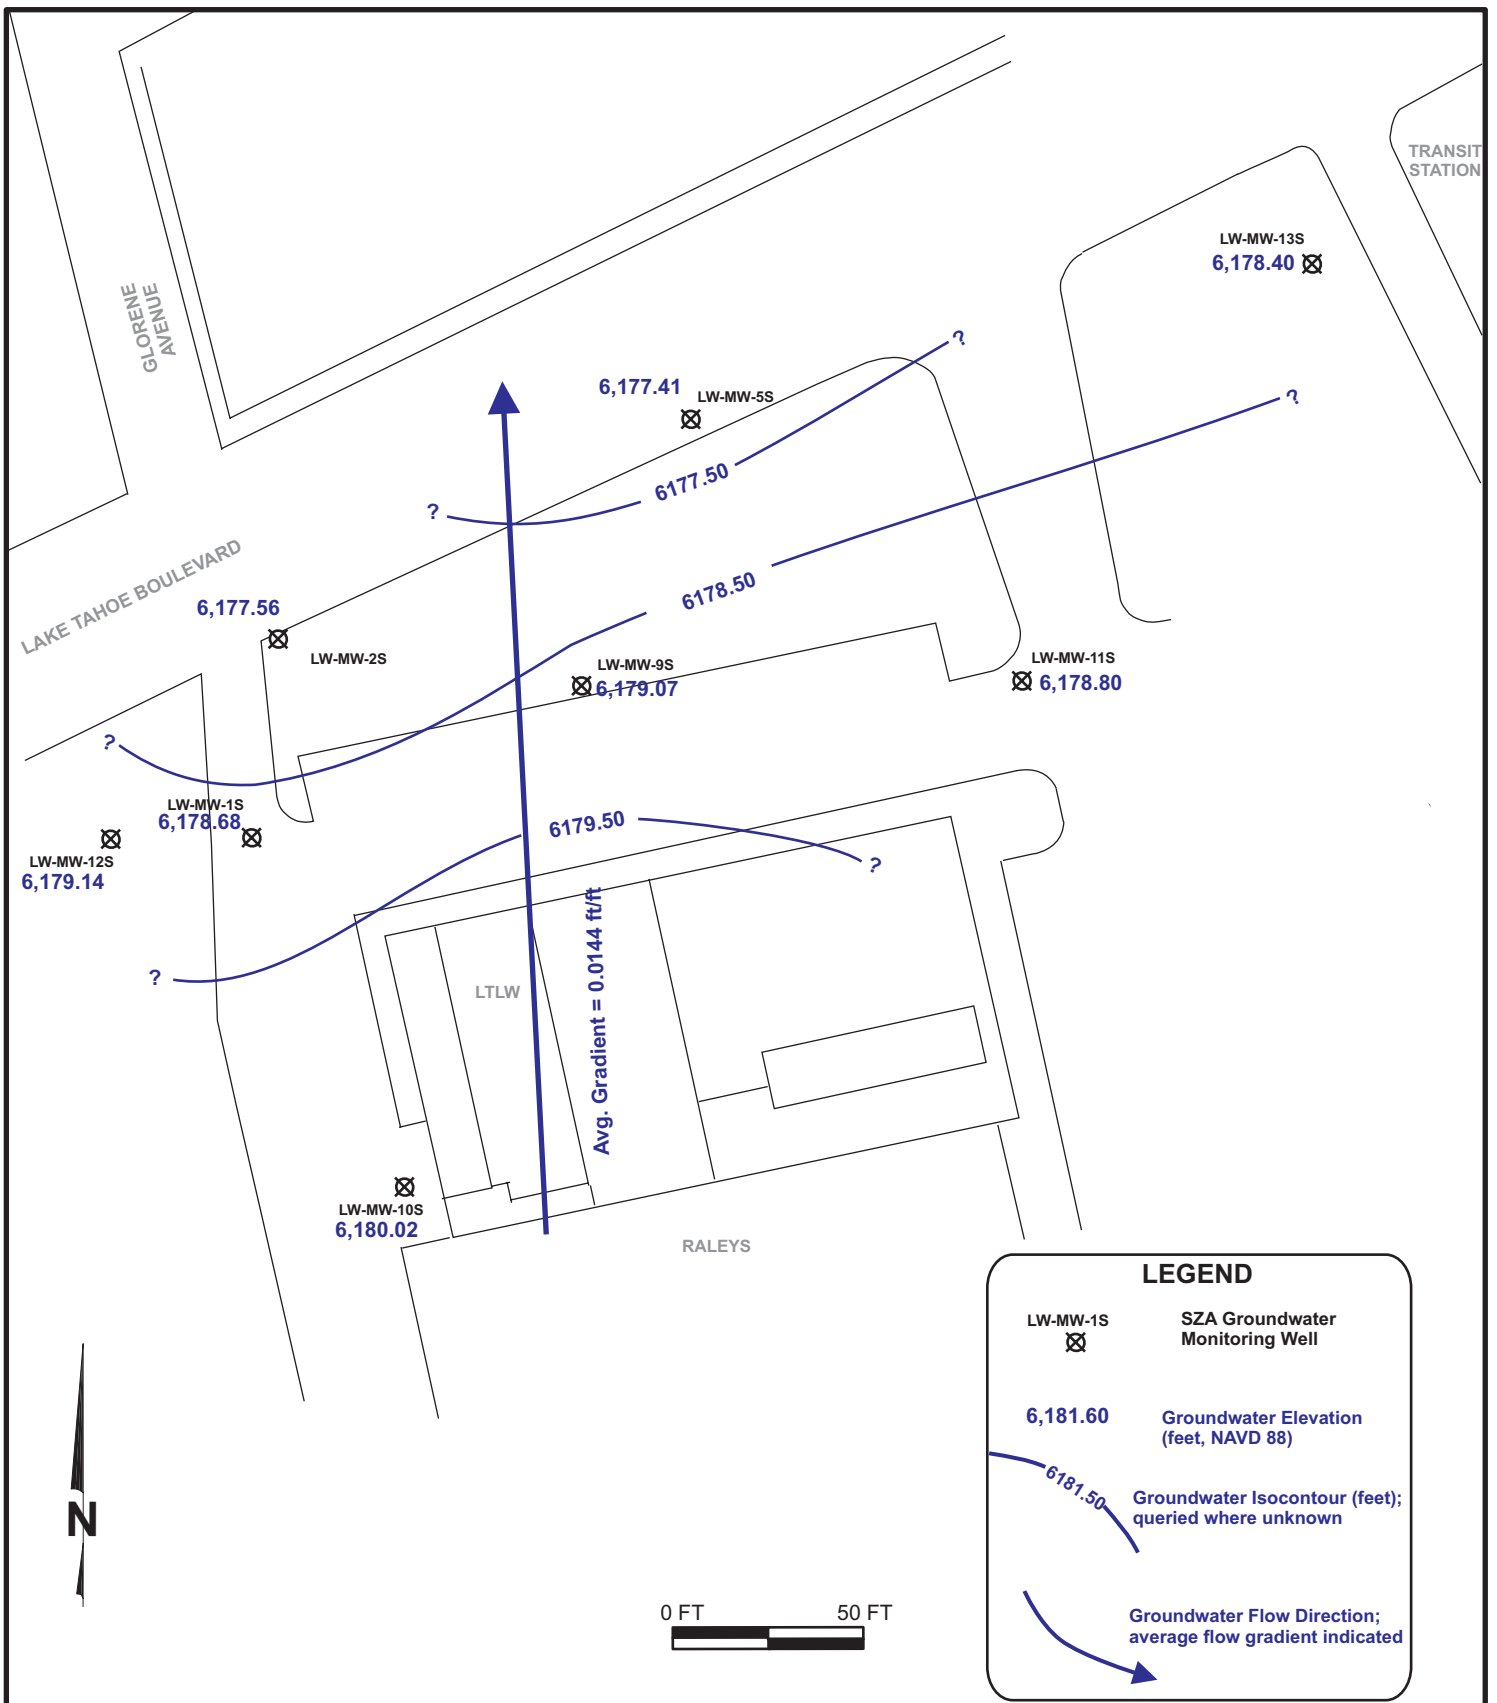 TRANSIT
STATION
LW-MW-13S
6,178.40
GLORENE
AVENUE
?
6,177.41
LW-MW-5S
?
6177.50
?
LAKE TAHOE BOULEVARD
6178.50
6,177.56
LW-MW-2S
LW-MW-9S
6,179.07
LW-MW-11S
6,178.80
?
LW-MW-1S
6,178.68
6179.50
LW-MW-12S
6,179.14
?
?
LTLW
Avg. Gradient = 0.0144 ft/ft
LW-MW-10S
6,180.02
RALEYS
LEGEND
LW-MW-1S
SZA Groundwater
Monitoring Well
6,181.60
Groundwater Elevation
(feet, NAVD 88)
6181.50
Groundwater Isocontour (feet);
queried where unknown
Groundwater Flow Direction;
average flow gradient indicated
N
0 FT
50 FT